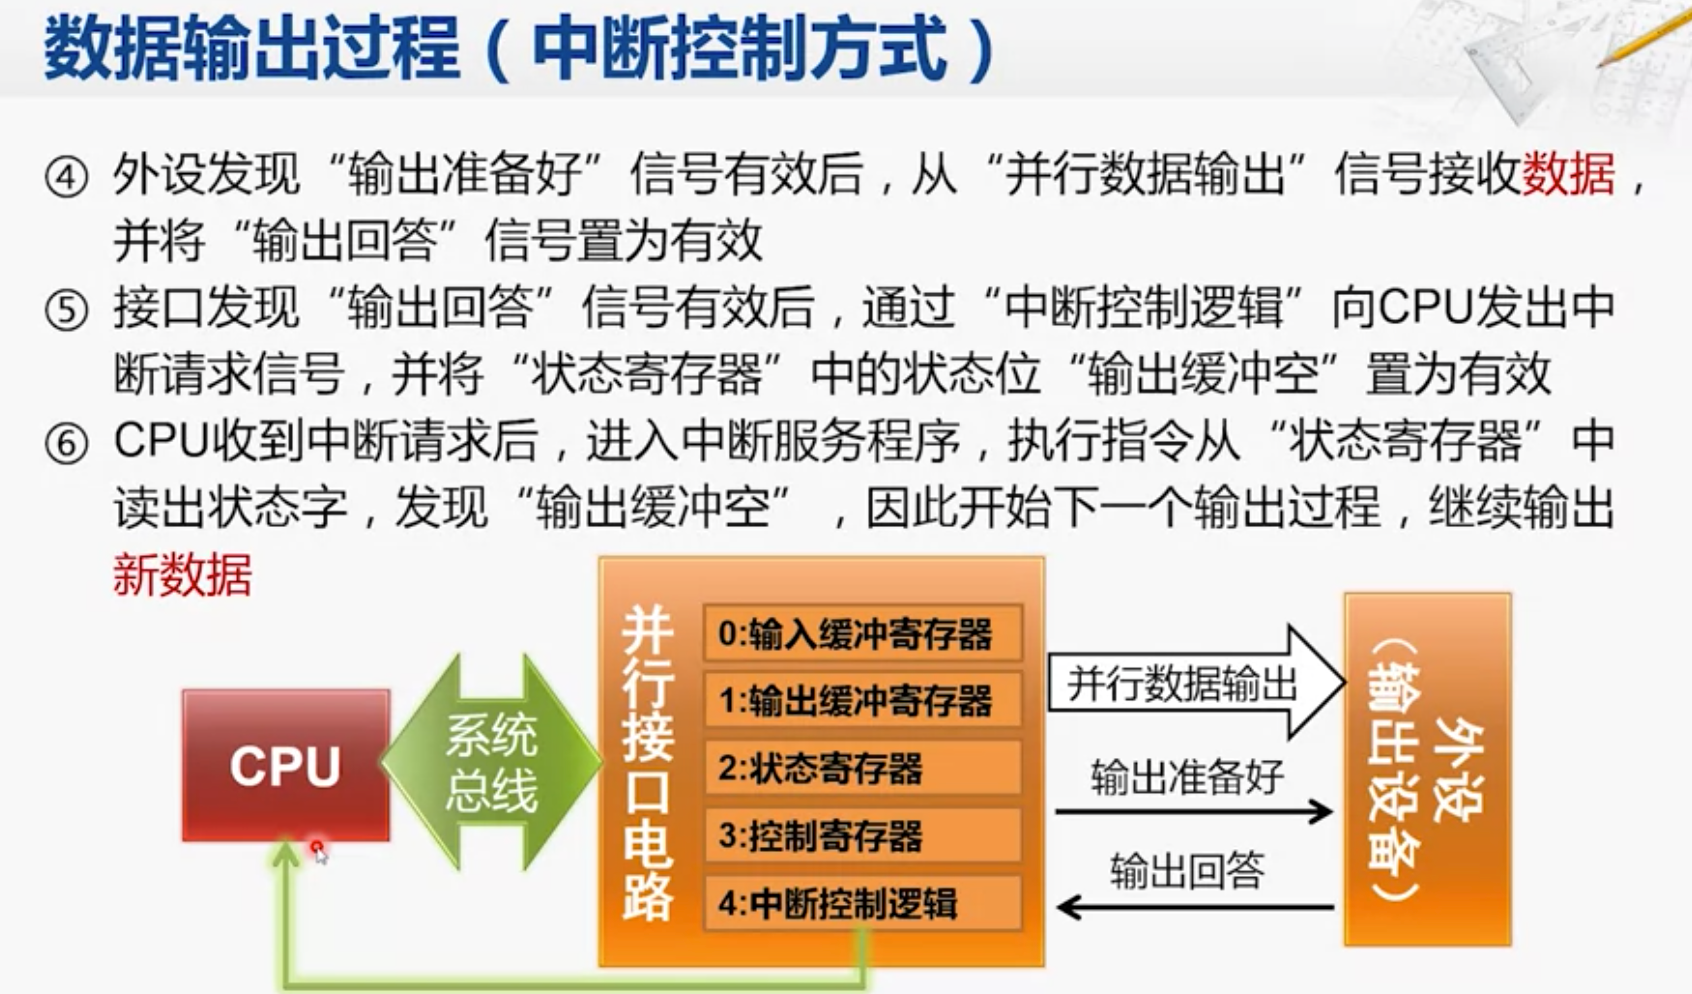 数据输出过程（中断控制方式）
④ 外设发现“输出准备好”信号有效后，从“并行数据输出”信号接收数据，
并将“输出回答”信号置为有效
⑤ 接口发现“输出回答”信号有效后，通过“中断控制逻辑”向CPU发出中
断请求信号，并将“状态寄存器”中的状态位“输出缓冲空”置为有效
⑥ CPU收到中断请求后，进入中断服务程序，执行指令从“状态寄存器”中
读出状态字，发现“输出缓冲空”，因此开始下一个输出过程，继续输出
新数据
CPU
系统
总线
并行接口电路
0:输入缓冲寄存器
1:输出缓冲寄存器
2:状态寄存器
3:控制寄存器
4:中断控制逻辑
并行数据输出
输出准备好
输出回答
外设
（输出设备）